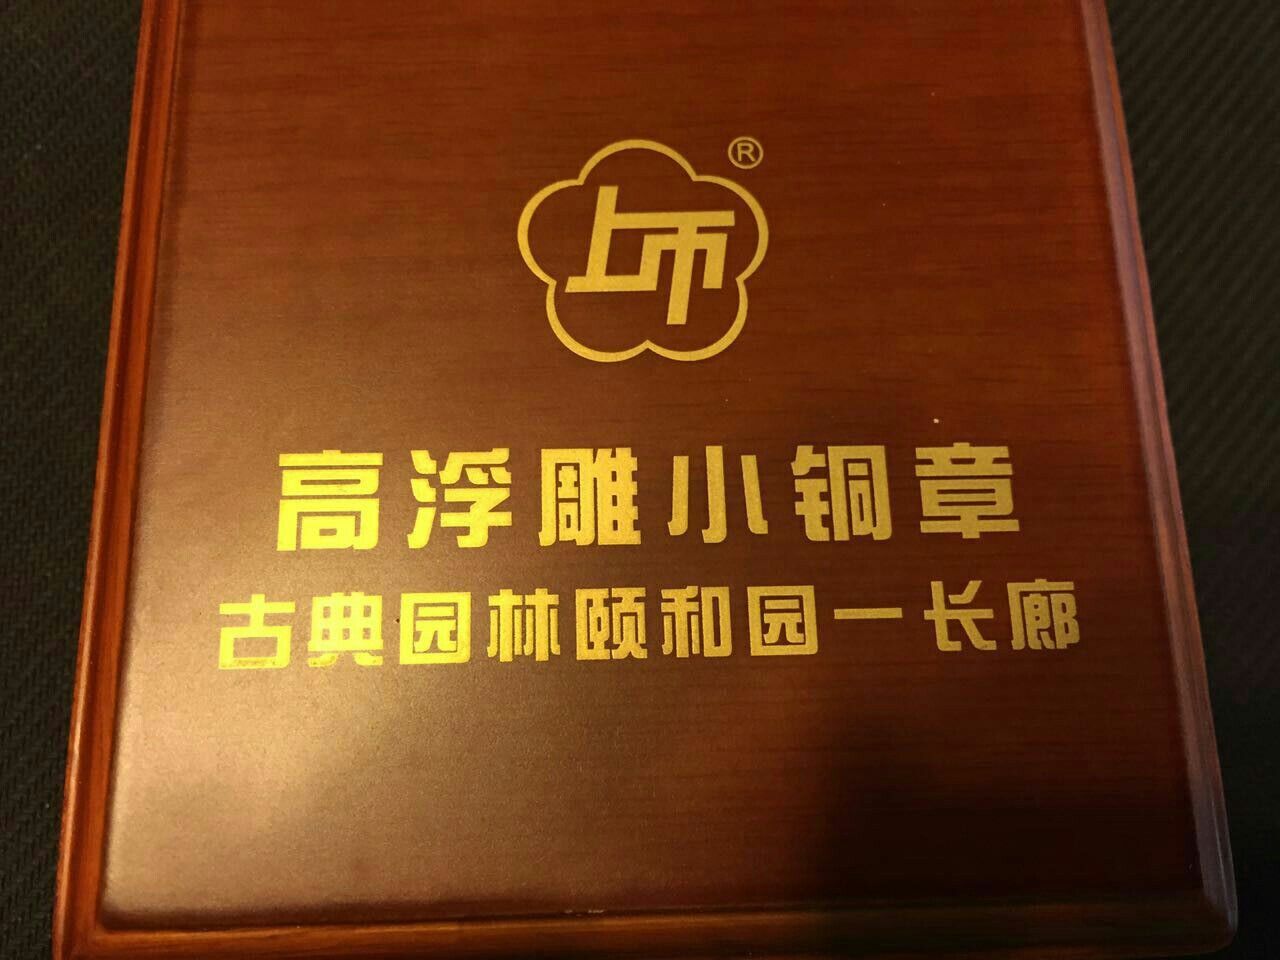 上币
®
高浮雕小铜章
古典园林颐和园一长廊